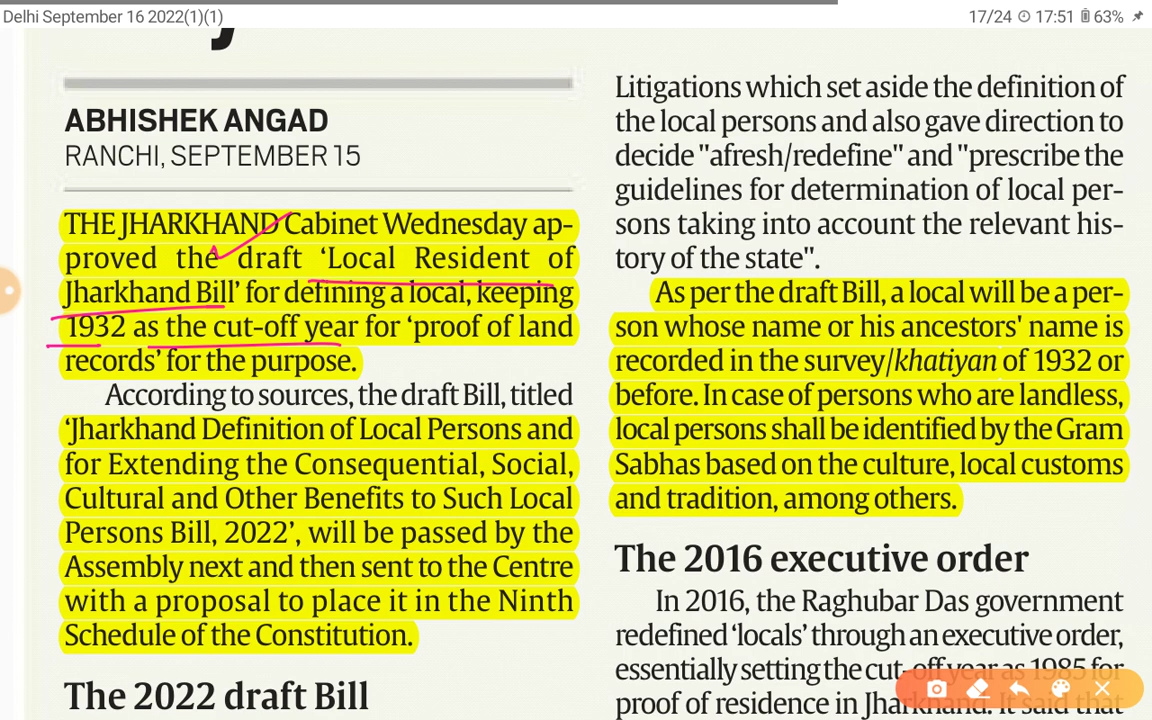 Delhi September 16 2022(1)(1)
17/24 17:51 63%
ABHISHEK ANGAD
RANCHI, SEPTEMBER 15
THE JHARKHAND Cabinet Wednesday ap-
proved the draft ‘Local Resident of
Jharkhand Bill’ for defining a local, keeping
1932 as the cut-off year for ‘proof of land
records’ for the purpose.
According to sources, the draft Bill, titled
‘Jharkhand Definition of Local Persons and
for Extending the Consequential, Social,
Cultural and Other Benefits to Such Local
Persons Bill, 2022’, will be passed by the
Assembly next and then sent to the Centre
with a proposal to place it in the Ninth
Schedule of the Constitution.
The 2022 draft Bill
Litigations which set aside the definition of
the local persons and also gave direction to
decide "afresh/redefine" and "prescribe the
guidelines for determination of local per-
sons taking into account the relevant his-
tory of the state".
As per the draft Bill, a local will be a per-
son whose name or his ancestors' name is
recorded in the survey/khatiyan of 1932 or
before. In case of persons who are landless,
local persons shall be identified by the Gram
Sabhas based on the culture, local customs
and tradition, among others.
The 2016 executive order
In 2016, the Raghubar Das government
redefined ‘locals’ through an executive order,
essentially setting the cut-off year as 1985 for
proof of residence in Jharkhand. It said that